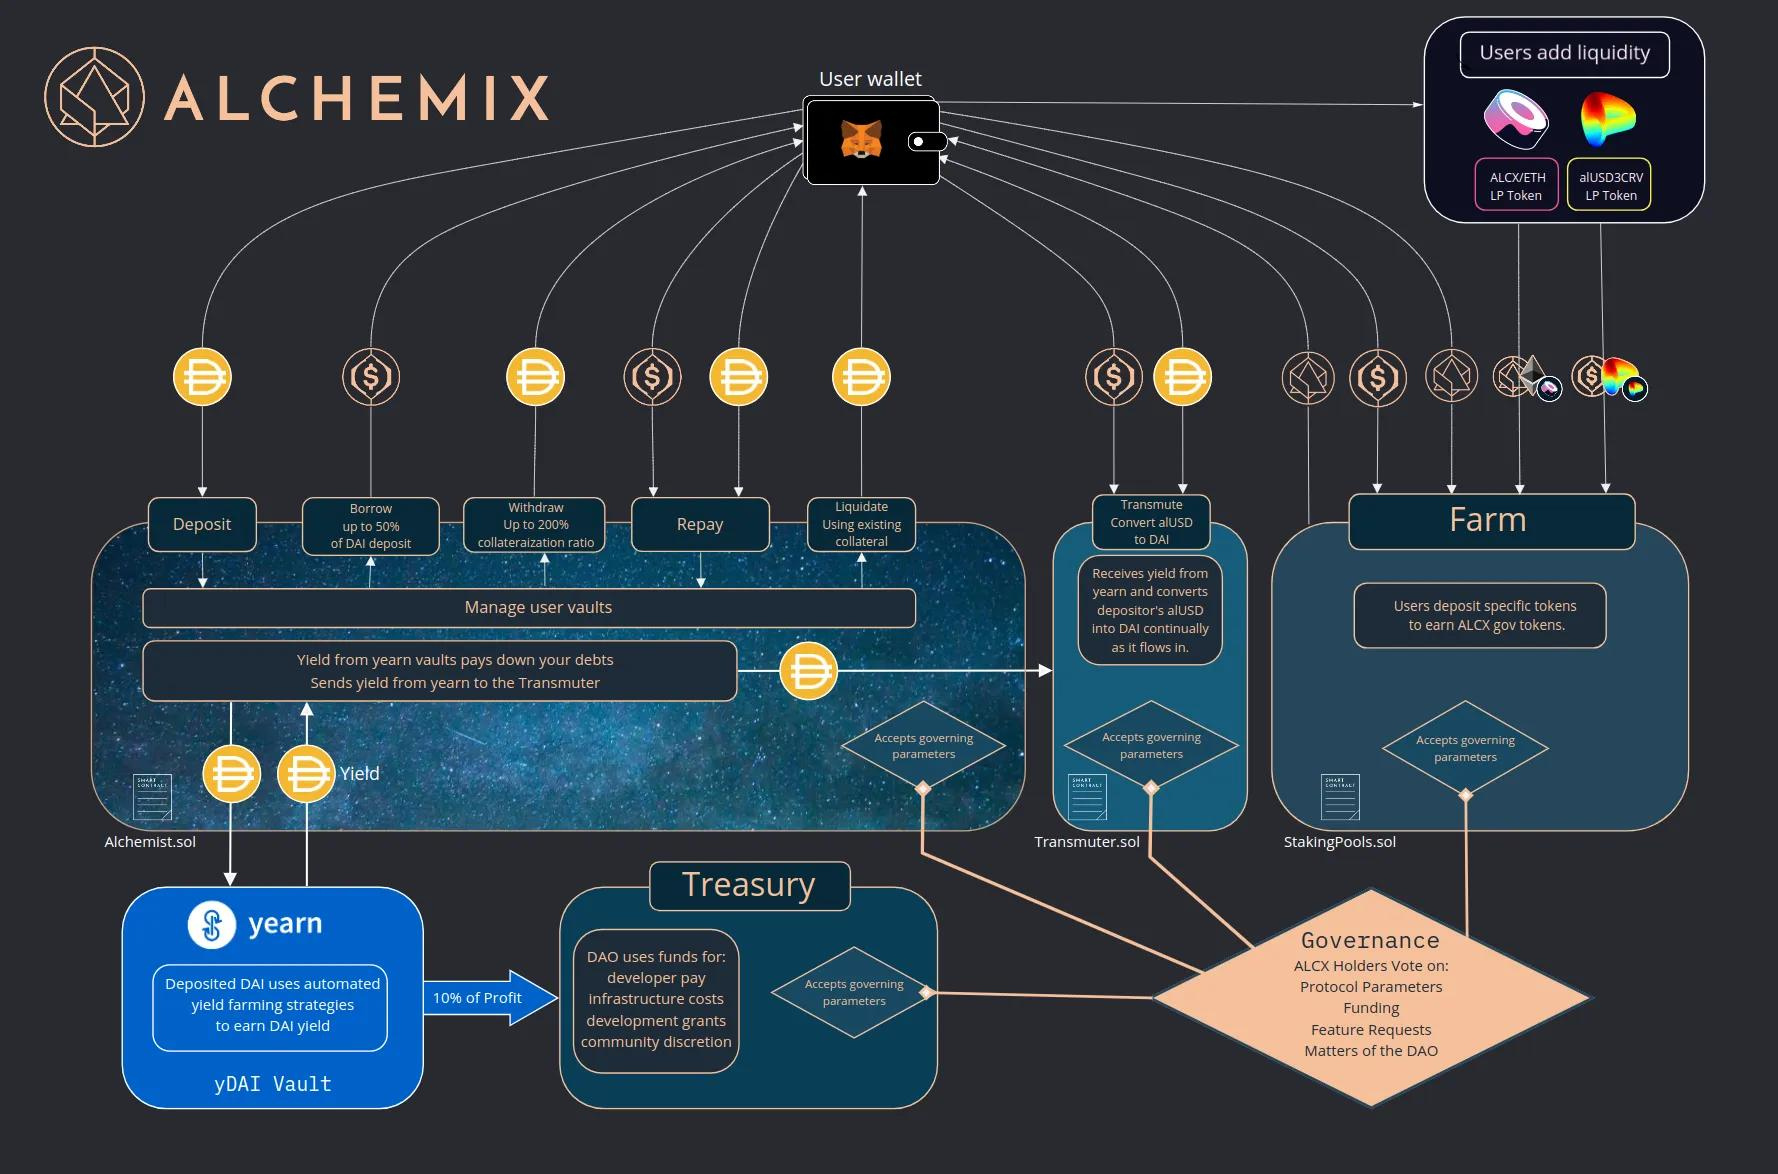 ALCHEMIX
User wallet
Users add liquidity
ALCX/ETH
LP Token
alUSD3CRV
LP Token
Deposit
Borrow
up to 50%
of DAI deposit
Withdraw
Up to 200%
collateraization ratio
Repay
Liquidate
Using existing
collateral
Transmute
Convert alUSD
to DAI
Farm
Manage user vaults
Yield from yearn vaults pays down your debts
Sends yield from yearn to the Transmuter
Receives yield from
yearn and converts
depositor's alUSD
into DAI continually
as it flows in.
Users deposit specific tokens
to earn ALCX gov tokens.
Accepts governing
parameters
Accepts governing
parameters
Accepts governing
parameters
Yield
SMART
CONTRACT
SMART
CONTRACT
SMART
CONTRACT
Alchemist.sol
Transmuter.sol
StakingPools.sol
yearn
Deposited DAI uses automated
yield farming strategies
to earn DAI yield
yDAI Vault
10% of Profit
Treasury
DAO uses funds for:
developer pay
infrastructure costs
development grants
community discretion
Accepts governing
parameters
Governance
ALCX Holders Vote on:
Protocol Parameters
Funding
Feature Requests
Matters of the DAO